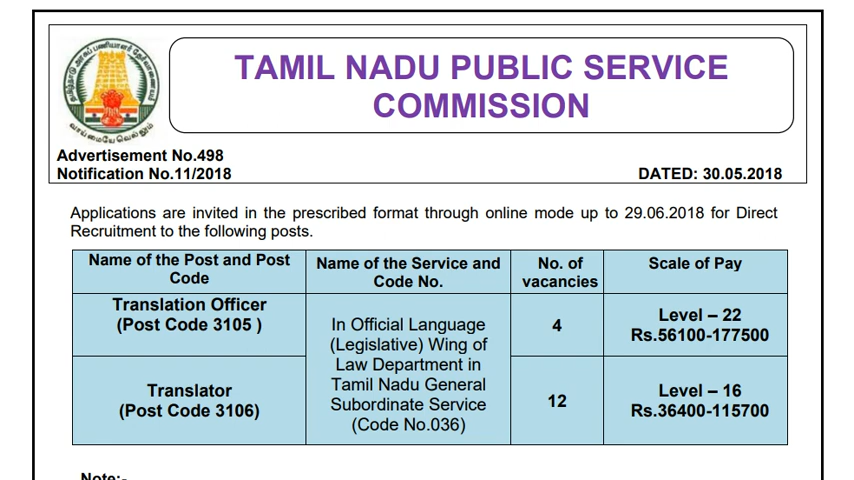 TAMIL NADU PUBLIC SERVICE
COMMISSION
வாய்மையே வெல்லும்
Advertisement No.498
Notification No.11/2018
DATED: 30.05.2018
Applications are invited in the prescribed format through online mode up to 29.06.2018 for Direct
Recruitment to the following posts.
Name of the Post and Post
Code
Name of the Service and
Code No.
No. of
vacancies
Scale of Pay
Translation Officer
(Post Code 3105 )
In Official Language
(Legislative) Wing of
Law Department in
Tamil Nadu General
Subordinate Service
(Code No.036)
4
Level – 22
Rs.56100-177500
Translator
(Post Code 3106)
12
Level – 16
Rs.36400-115700
Note:-